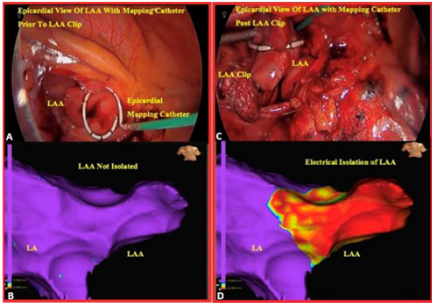 Epicardial View Of LAA With Mapping Catheter
Prior To LAA Clip
LAA
Epicardial
Mapping Catheter
A
Epicardial View Of LAA with Mapping Catheter
Post LAA Clip
LAA
LAA Clip
C
LAA Not Isolated
LA
LAA
B
Electrical Isolation of LAA
LA
LAA
D